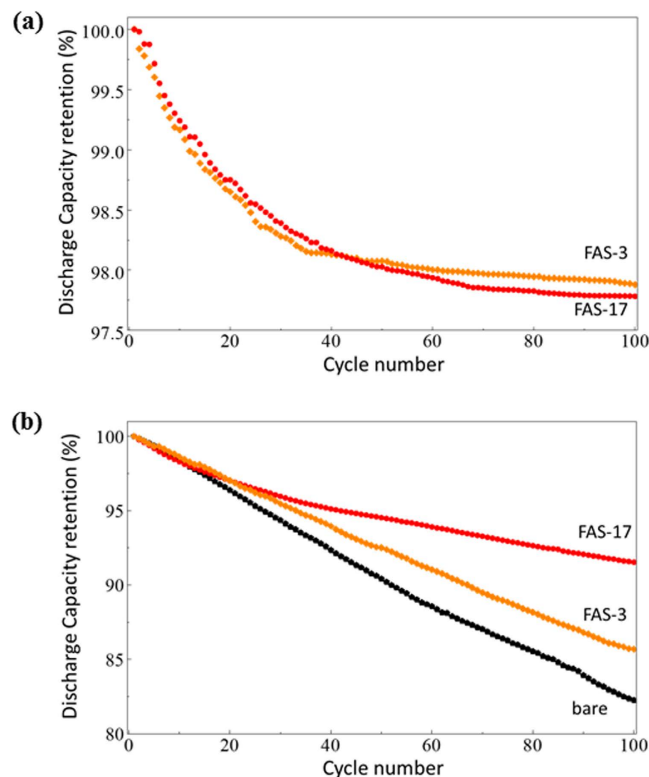 (a)
Discharge Capacity retention (%)
100.0
99.5
99.0
98.5
98.0
97.5
FAS-3
FAS-17
0
20
40
60
80
100
Cycle number
(b)
Discharge Capacity retention (%)
100
95
90
85
80
FAS-17
FAS-3
bare
0
20
40
60
80
100
Cycle number